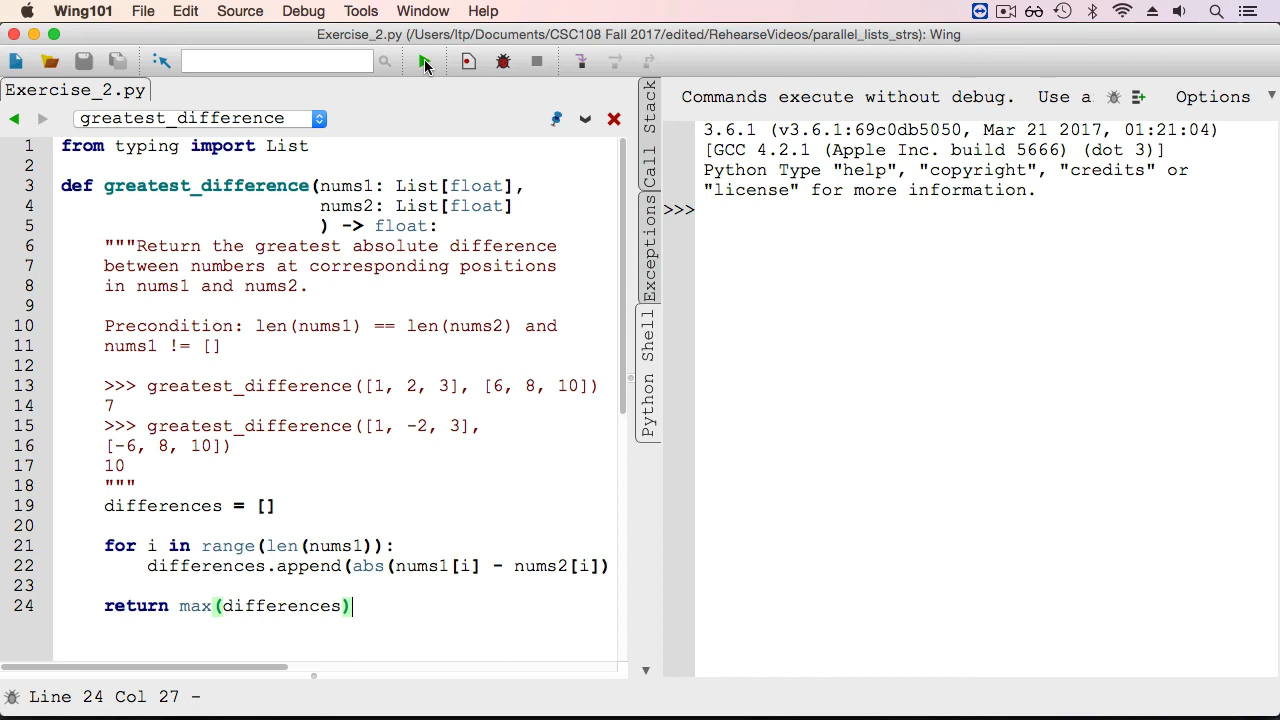 Wing101 File Edit Source Debug Tools Window Help
Exercise_2.py (/Users/ltp/Documents/CSC108 Fall 2017/edited/RehearseVideos/parallel_lists_strs): Wing
Exercise_2.py
greatest_difference
1 from typing import List
2
3 def greatest_difference(nums1: List[float],
4 nums2: List[float]
5 ) -> float:
6 """Return the greatest absolute difference
7 between numbers at corresponding positions
8 in nums1 and nums2.
9
10 Precondition: len(nums1) == len(nums2) and
11 nums1 != []
12
13 >>> greatest_difference([1, 2, 3], [6, 8, 10])
14 7
15 >>> greatest_difference([1, -2, 3],
16 [-6, 8, 10])
17 10
18 """
19 differences = []
20
21 for i in range(len(nums1)):
22 differences.append(abs(nums1[i] - nums2[i])
23
24 return max(differences)
Line 24 Col 27 -
Call Stack
Exceptions
Python Shell
Commands execute without debug. Use a Options
3.6.1 (v3.6.1:69c0db5050, Mar 21 2017, 01:21:04)
[GCC 4.2.1 (Apple Inc. build 5666) (dot 3)]
Python Type "help", "copyright", "credits" or
"license" for more information.
>>>